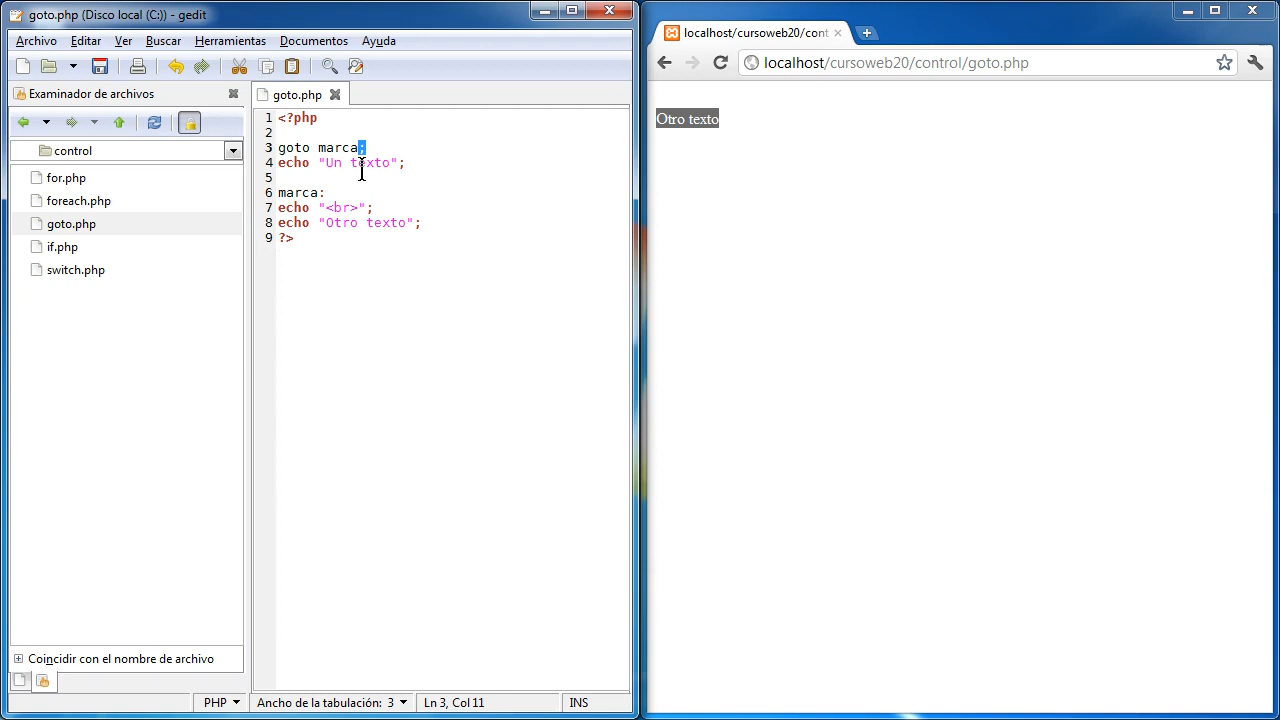 goto.php (Disco local (C:)) - gedit
Archivo Editar Ver Buscar Herramientas Documentos Ayuda
Examinador de archivos
control
for.php
foreach.php
goto.php
if.php
switch.php
Coincidir con el nombre de archivo
goto.php
1 <?php
2
3 goto marca;
4 echo "Un texto";
5
6 marca:
7 echo "<br>";
8 echo "Otro texto";
9 ?>
PHP Ancho de la tabulación: 3 Ln 3, Col 11 INS
localhost/cursoweb20/cont
localhost/cursoweb20/control/goto.php
Otro texto